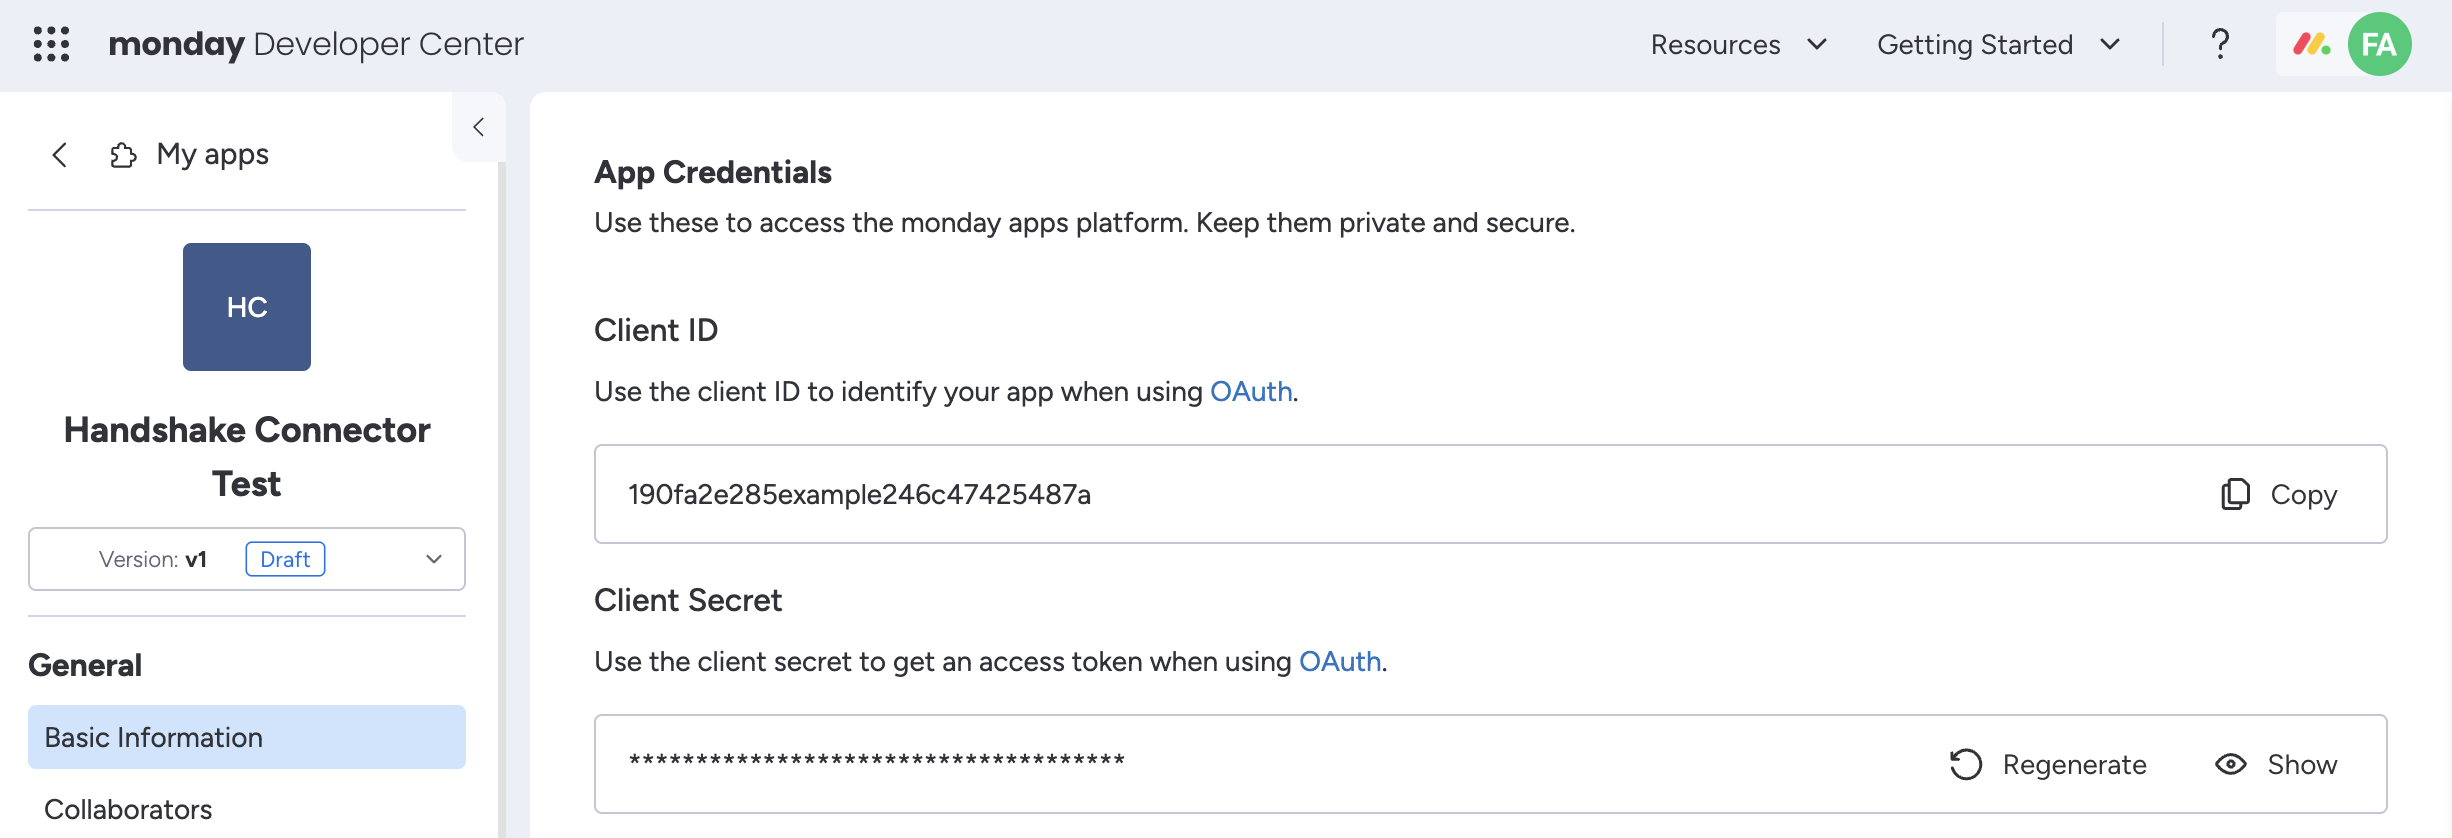 monday Developer Center
Resources
Getting Started
?
FA
My apps
HC
Handshake Connector
Test
Version: v1
Draft
General
Basic Information
Collaborators
App Credentials
Use these to access the monday apps platform. Keep them private and secure.
Client ID
Use the client ID to identify your app when using OAuth.
190fa2e285example246c47425487a
Copy
Client Secret
Use the client secret to get an access token when using OAuth.
*************************************
Regenerate
Show